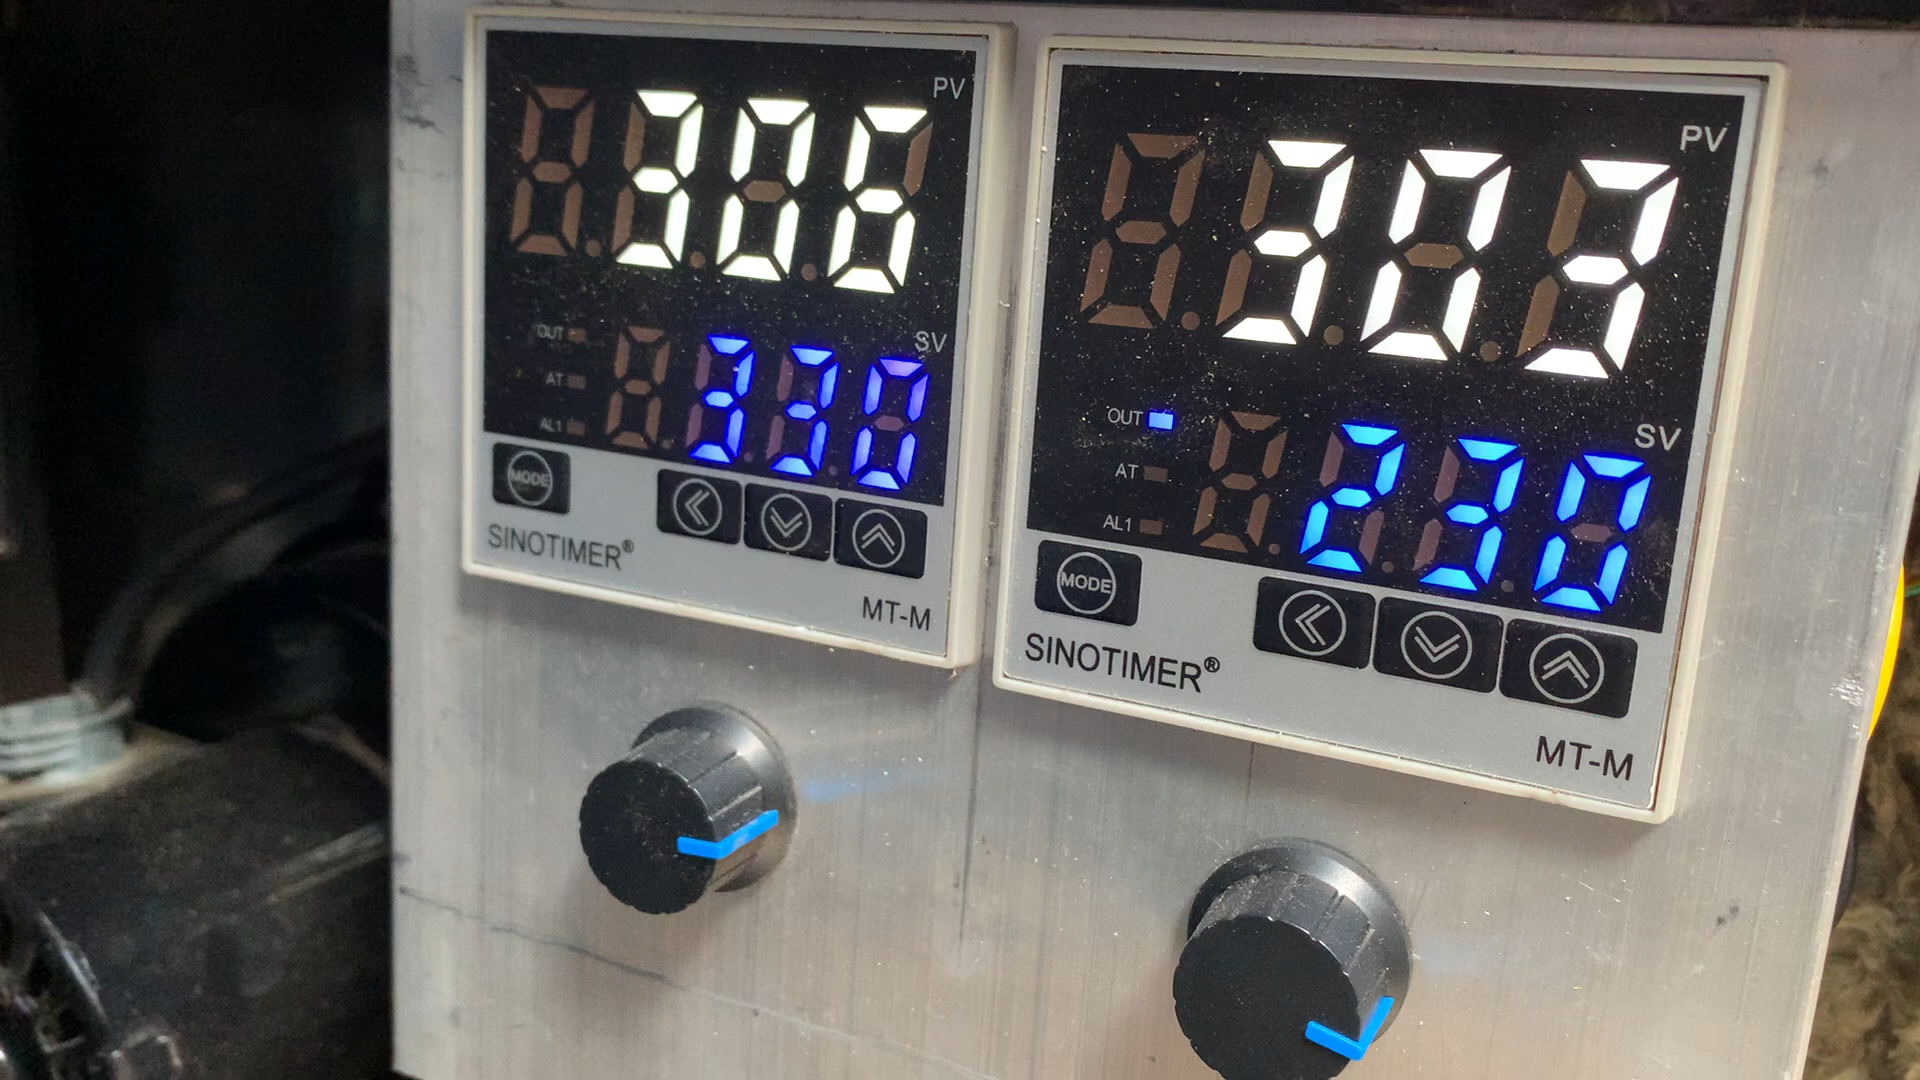 PV
306
SV
OUT
330
AT
AL1
MODE
SINOTIMER®
MT-M
PV
303
SV
OUT
230
AT
AL1
MODE
SINOTIMER®
MT-M